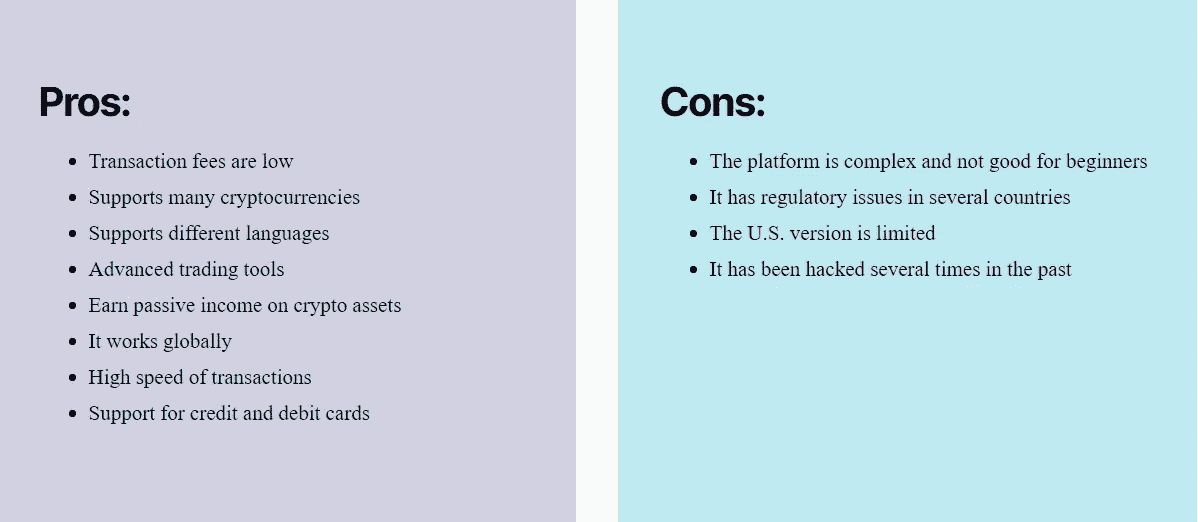 Pros:
Transaction fees are low
Supports many cryptocurrencies
Supports different languages
Advanced trading tools
Earn passive income on crypto assets
It works globally
High speed of transactions
Support for credit and debit cards
Cons:
The platform is complex and not good for beginners
It has regulatory issues in several countries
The U.S. version is limited
It has been hacked several times in the past